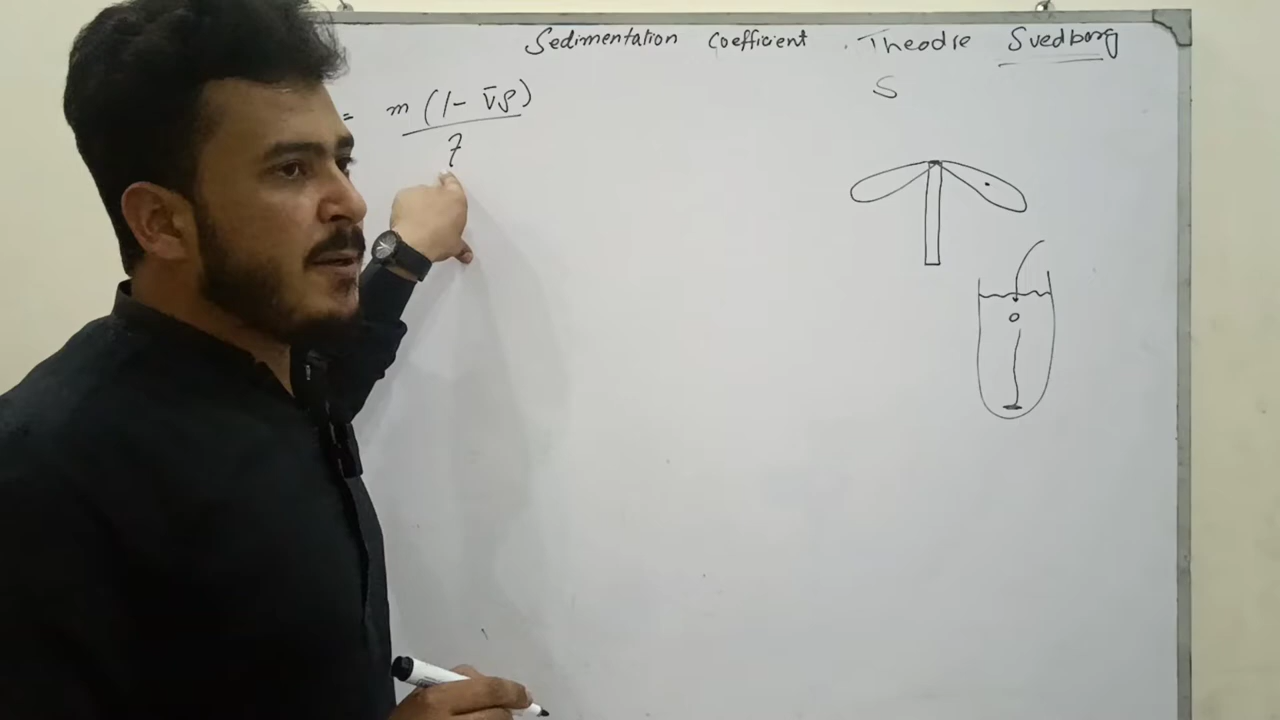 Sedimentation Coefficient . Theodre Svedborg
S
= m (1 - v̄ρ)
f